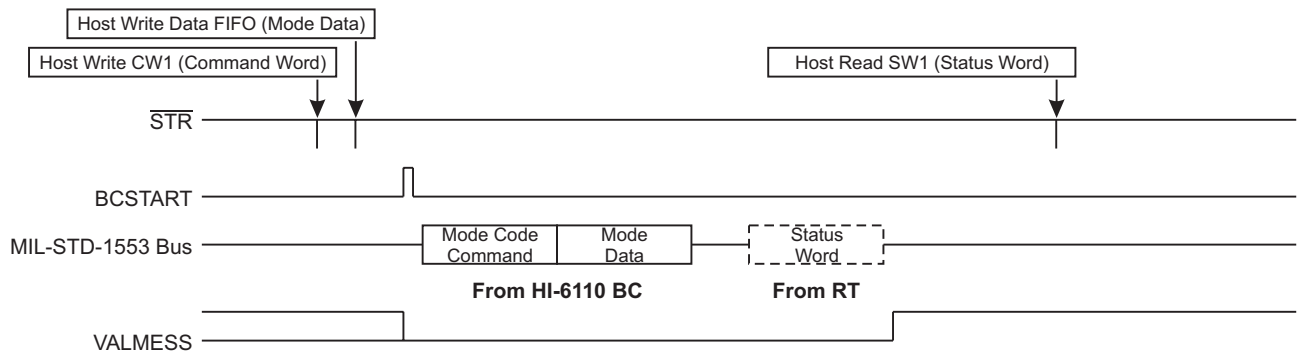 Host Write Data FIFO (Mode Data)
Host Write CW1 (Command Word)
Host Read SW1 (Status Word)
STR
BCSTART
MIL-STD-1553 Bus
Mode Code
Command
Mode
Data
Status
Word
From HI-6110 BC
From RT
VALMESS